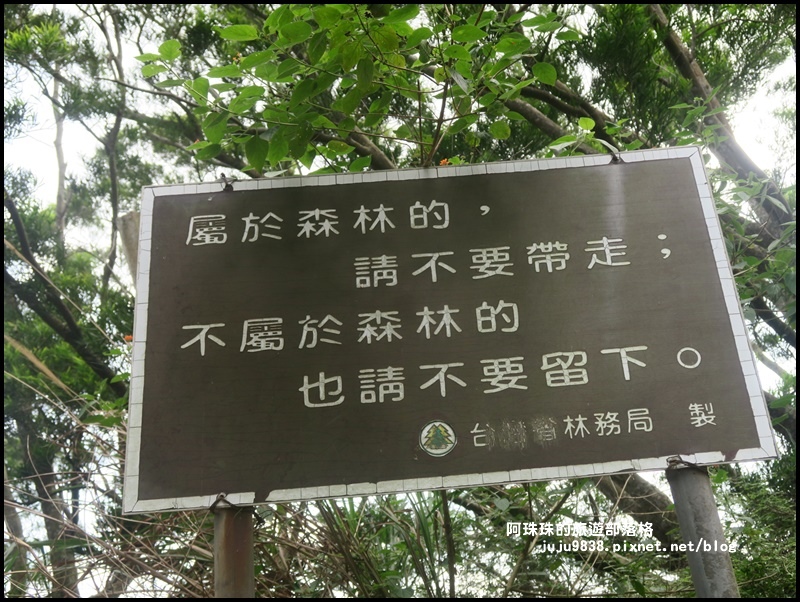 屬於森林的，
請不要帶走；
不屬於森林的
也請不要留下。
台 林務局 製
阿珠珠的旅遊部落格
juju9838.pixnet.net/blog